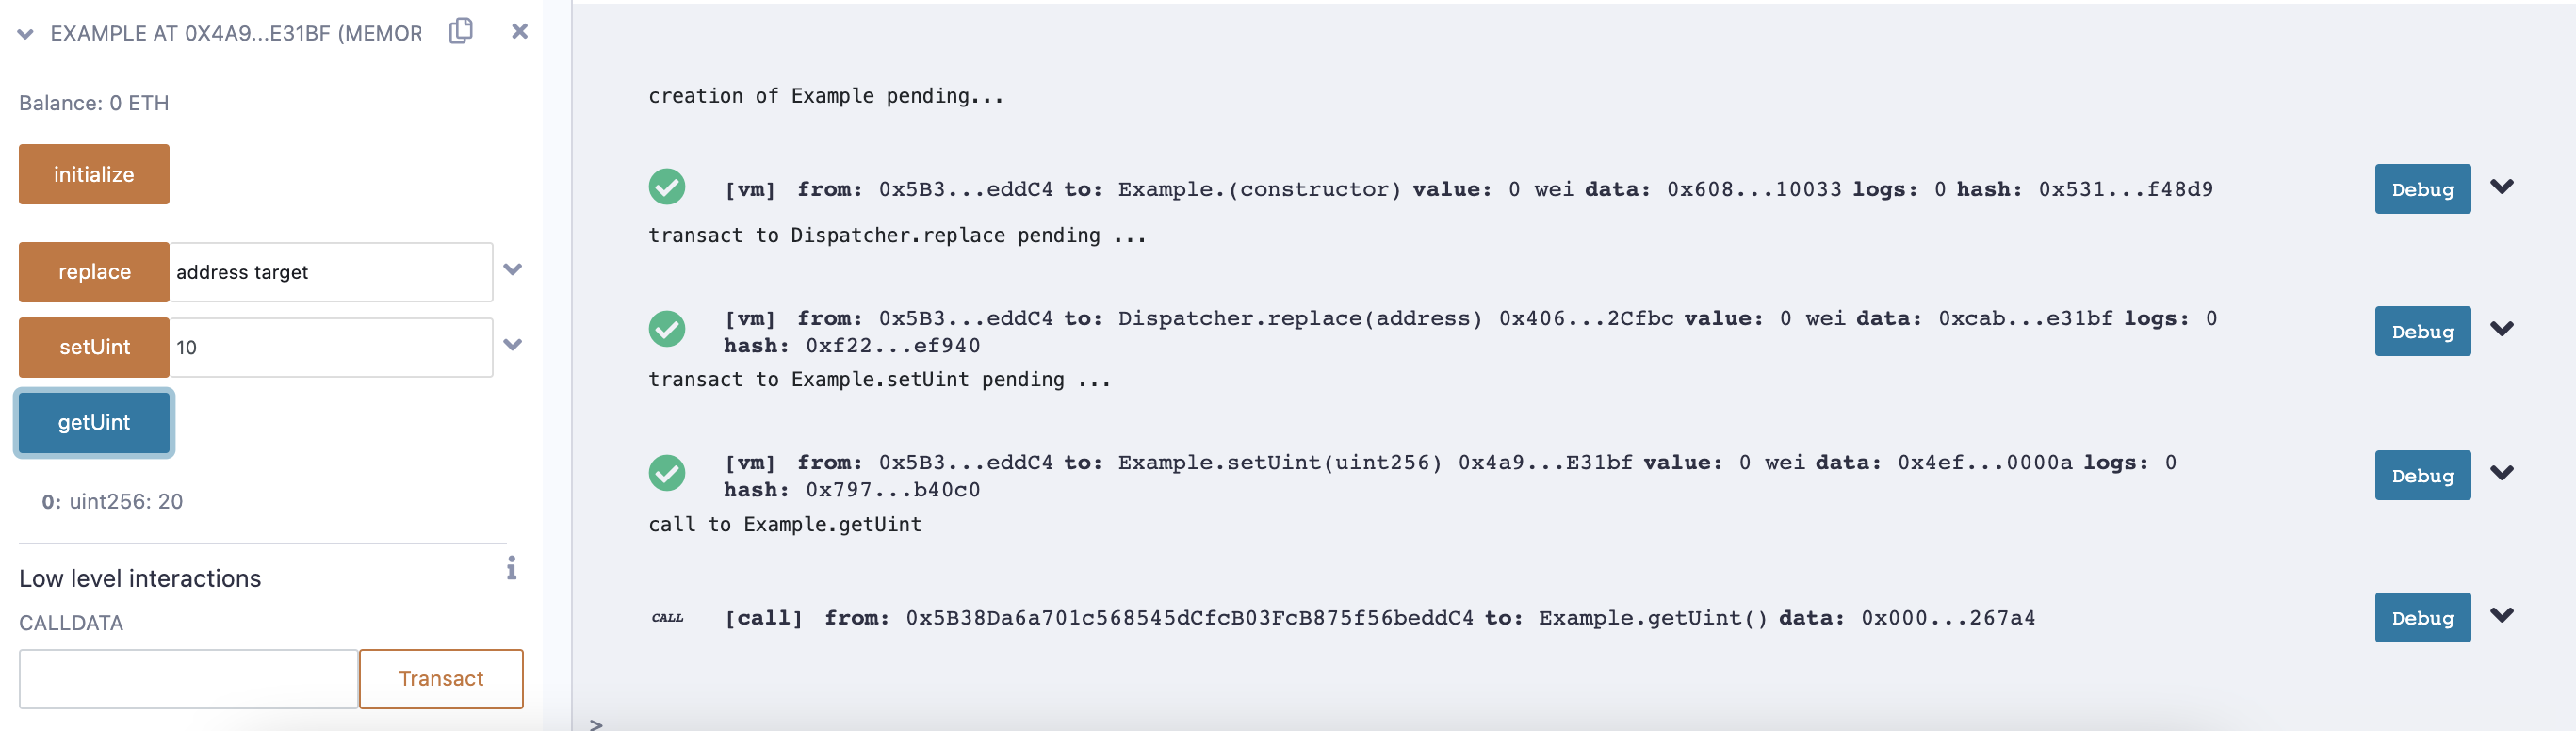 EXAMPLE AT 0X4A9...E31BF (MEMOR
Balance: 0 ETH
initialize
replace address target
setUint 10
getUint
0: uint256: 20
Low level interactions
CALLDATA
Transact
creation of Example pending...
[vm] from: 0x5B3...eddC4 to: Example.(constructor) value: 0 wei data: 0x608...10033 logs: 0 hash: 0x531...f48d9
Debug
transact to Dispatcher.replace pending ...
[vm] from: 0x5B3...eddC4 to: Dispatcher.replace(address) 0x406...2Cfbc value: 0 wei data: 0xcab...e31bf logs: 0
hash: 0xf22...ef940
Debug
transact to Example.setUint pending ...
[vm] from: 0x5B3...eddC4 to: Example.setUint(uint256) 0x4a9...E31bf value: 0 wei data: 0x4ef...0000a logs: 0
hash: 0x797...b40c0
Debug
call to Example.getUint
CALL [call] from: 0x5B38Da6a701c568545dCfcB03FcB875f56beddC4 to: Example.getUint() data: 0x000...267a4
Debug
>